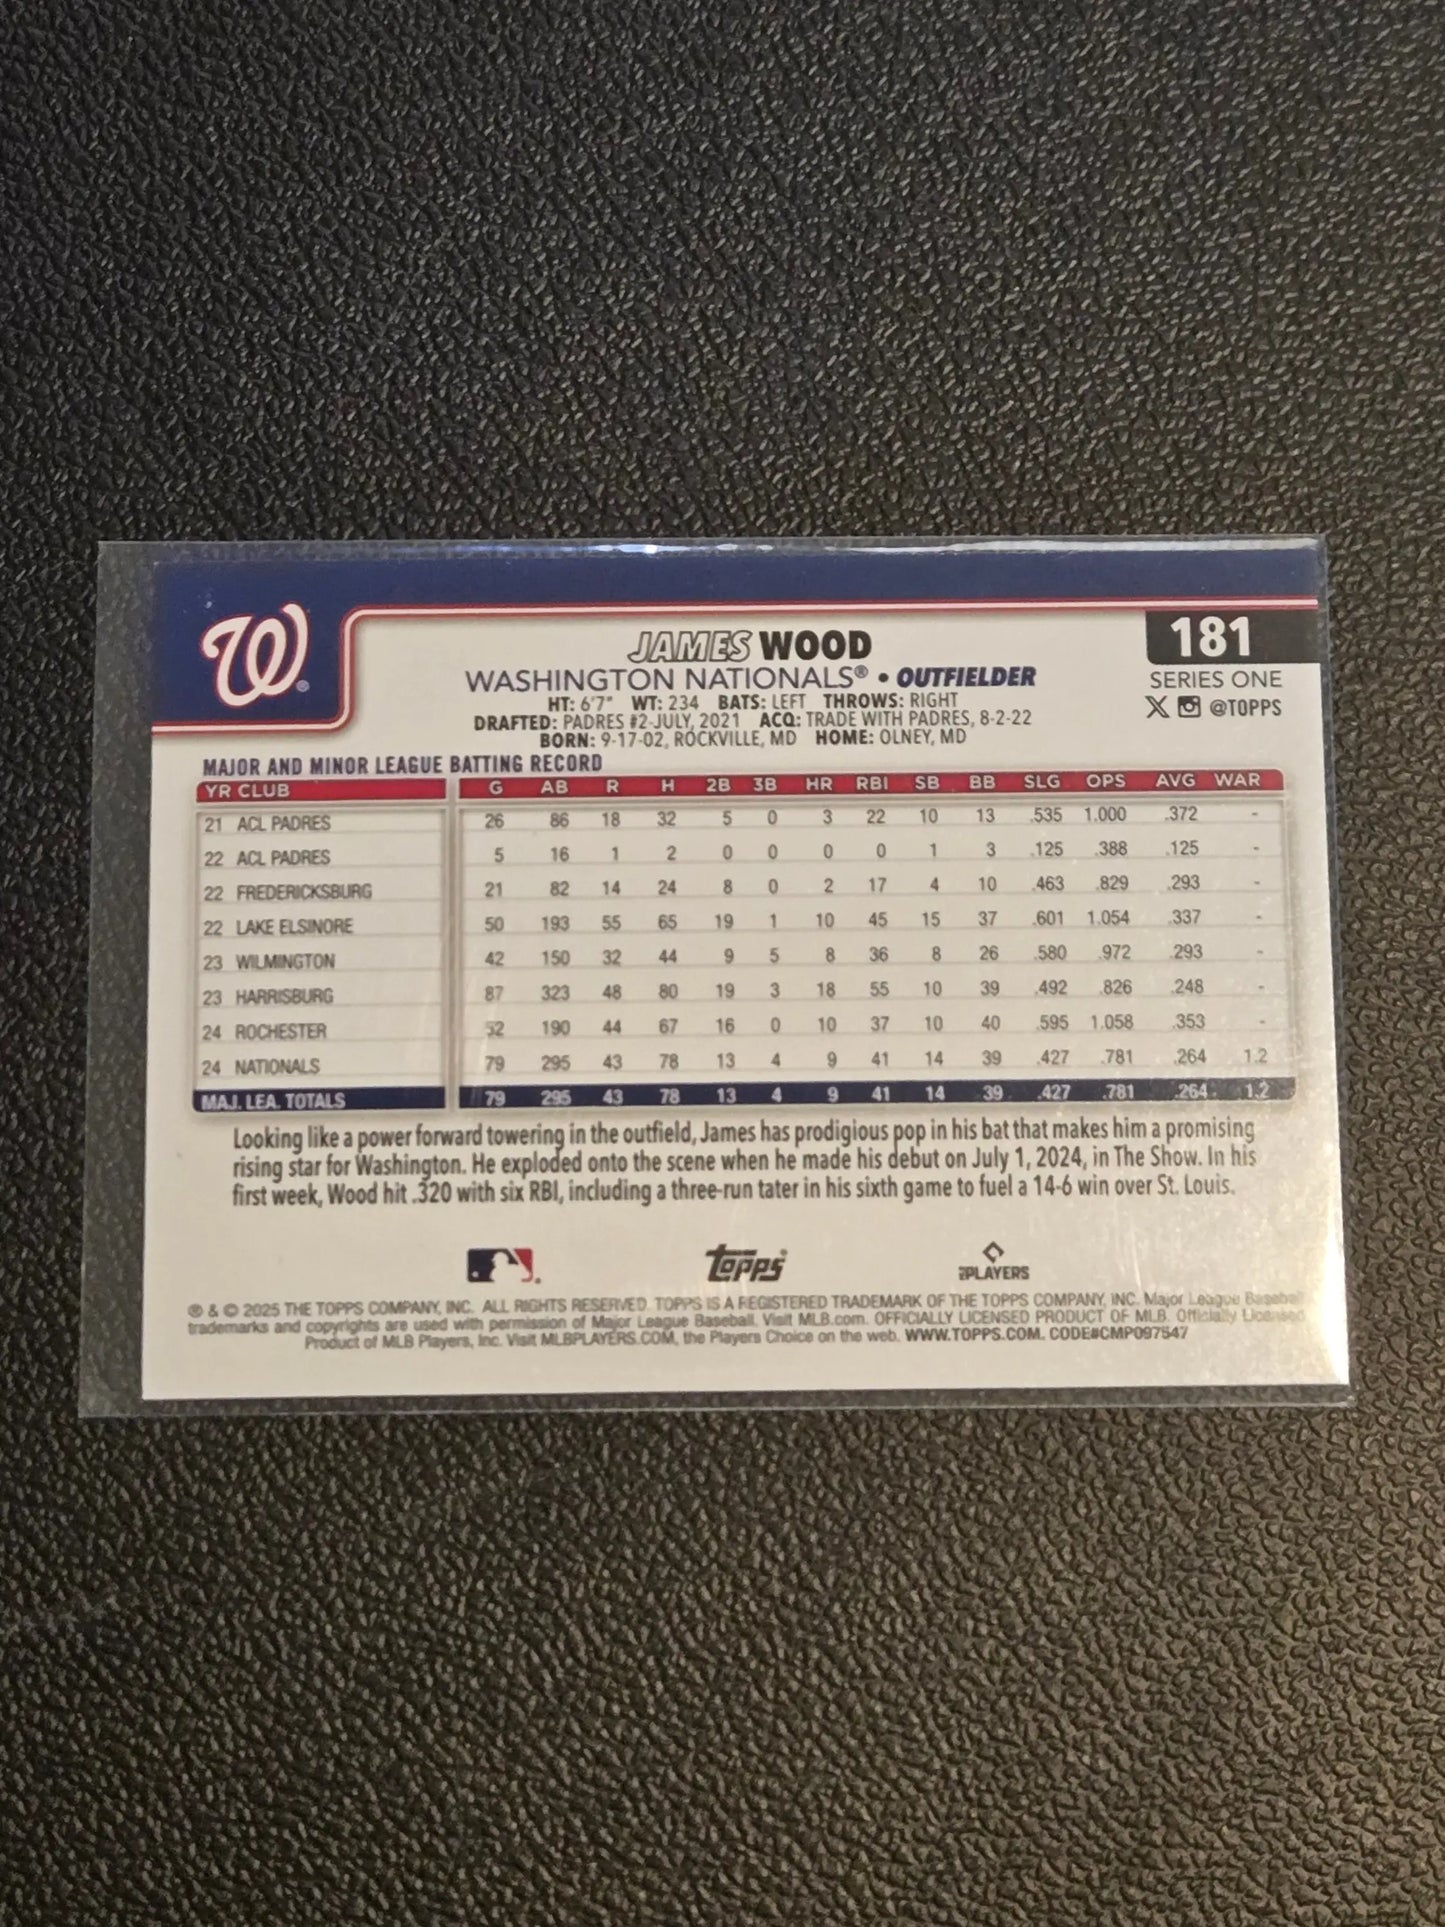 W®
181
JAMES WOOD
WASHINGTON NATIONALS® • OUTFIELDER
SERIES ONE
HT: 6'7" WT: 234 BATS: LEFT THROWS: RIGHT
@TOPPS
DRAFTED: PADRES #2-JULY, 2021 ACQ: TRADE WITH PADRES, 8-2-22
BORN: 9-17-02, ROCKVILLE, MD HOME: OLNEY, MD
MAJOR AND MINOR LEAGUE BATTING RECORD
YR CLUB G AB R H 2B 3B HR RBI SB BB SLG OPS AVG WAR
21 ACL PADRES 26 86 18 32 5 0 3 22 10 13 .535 1.000 .372 -
22 ACL PADRES 5 16 1 2 0 0 0 0 1 3 .125 .388 .125 -
22 FREDERICKSBURG 21 82 14 24 8 0 2 17 4 10 .463 .829 .293 -
22 LAKE ELSINORE 50 193 55 65 19 1 10 45 15 37 .601 1.054 .337 -
23 WILMINGTON 42 150 32 44 9 5 8 36 8 26 .580 .972 .293 -
23 HARRISBURG 87 323 48 80 19 3 18 55 10 39 .492 .826 .248 -
24 ROCHESTER 52 190 44 67 16 0 10 37 10 40 .595 1.058 .353 -
24 NATIONALS 79 295 43 78 13 4 9 41 14 39 .427 .781 .264 1.2
MAJ. LEA. TOTALS 79 295 43 78 13 4 9 41 14 39 .427 .781 .264 1.2
Looking like a power forward towering in the outfield, James has prodigious pop in his bat that makes him a promising
rising star for Washington. He exploded onto the scene when he made his debut on July 1, 2024, in The Show. In his
first week, Wood hit .320 with six RBI, including a three-run tater in his sixth game to fuel a 14-6 win over St. Louis.
topps
PLAYERS
® & © 2025 THE TOPPS COMPANY, INC. ALL RIGHTS RESERVED. TOPPS IS A REGISTERED TRADEMARK OF THE TOPPS COMPANY, INC. Major League Baseball
trademarks and copyrights are used with permission of Major League Baseball. Visit MLB.com. OFFICIALLY LICENSED PRODUCT OF MLB. Officially Licensed
Product of MLB Players, Inc. Visit MLBPLAYERS.COM, the Players Choice on the web. WWW.TOPPS.COM. CODE#CMP097547